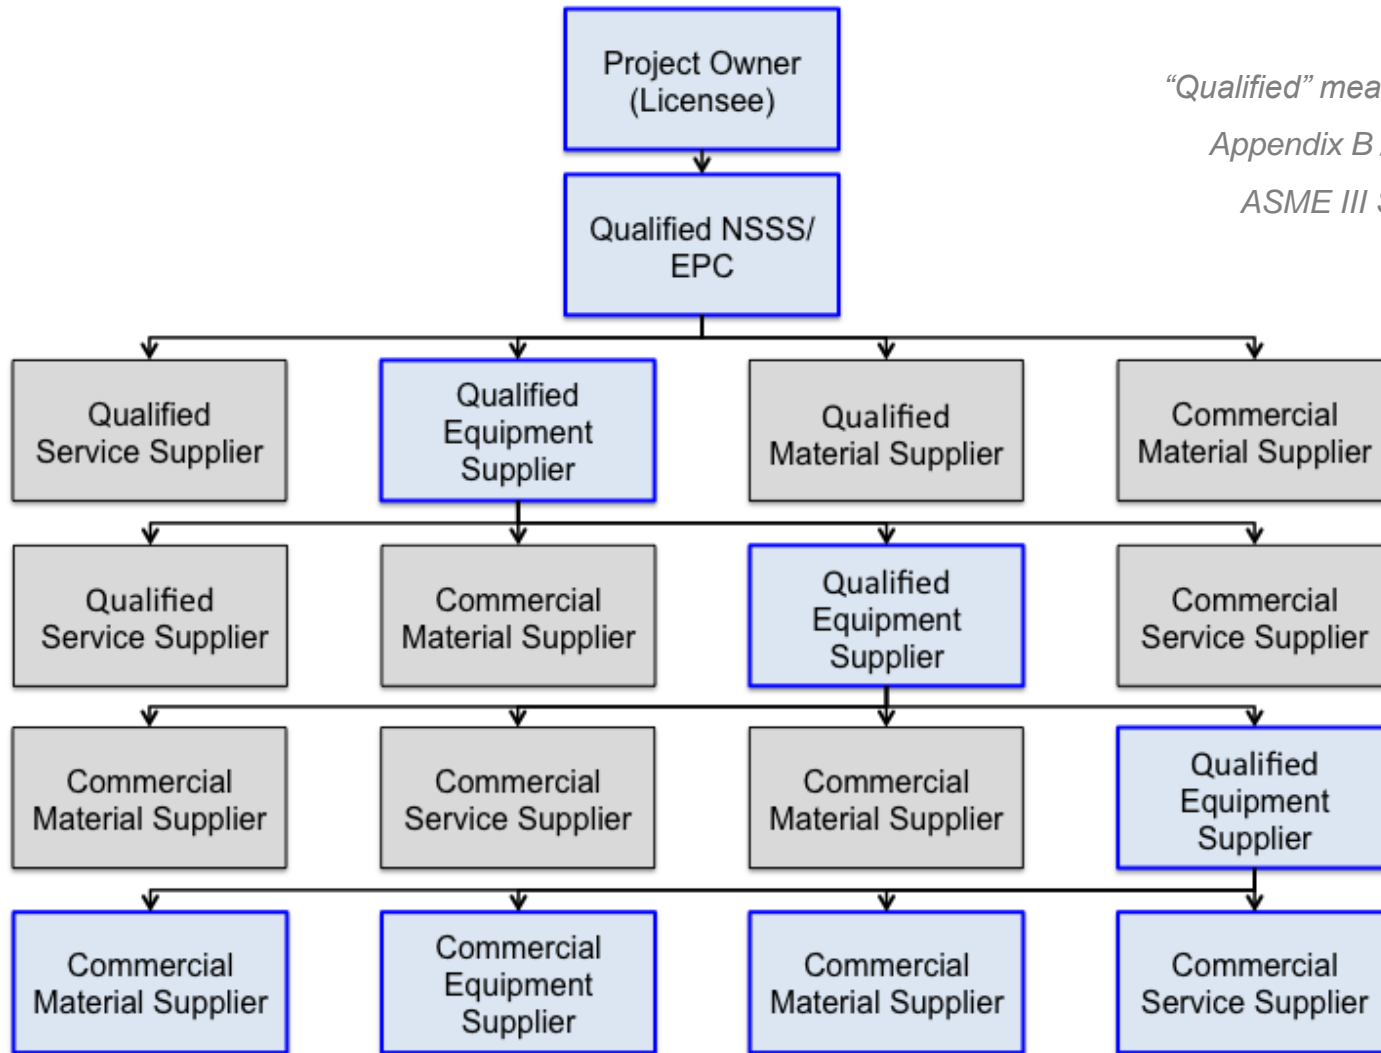 Project Owner
(Licensee)
“Qualified” mea
Appendix B
ASME III
Qualified NSSS/
EPC
Qualified
Service Supplier
Qualified
Equipment
Supplier
Qualified
Material Supplier
Commercial
Material Supplier
Qualified
Service Supplier
Commercial
Material Supplier
Qualified
Equipment
Supplier
Commercial
Service Supplier
Commercial
Material Supplier
Commercial
Service Supplier
Commercial
Material Supplier
Qualified
Equipment
Supplier
Commercial
Material Supplier
Commercial
Equipment
Supplier
Commercial
Material Supplier
Commercial
Service Supplier